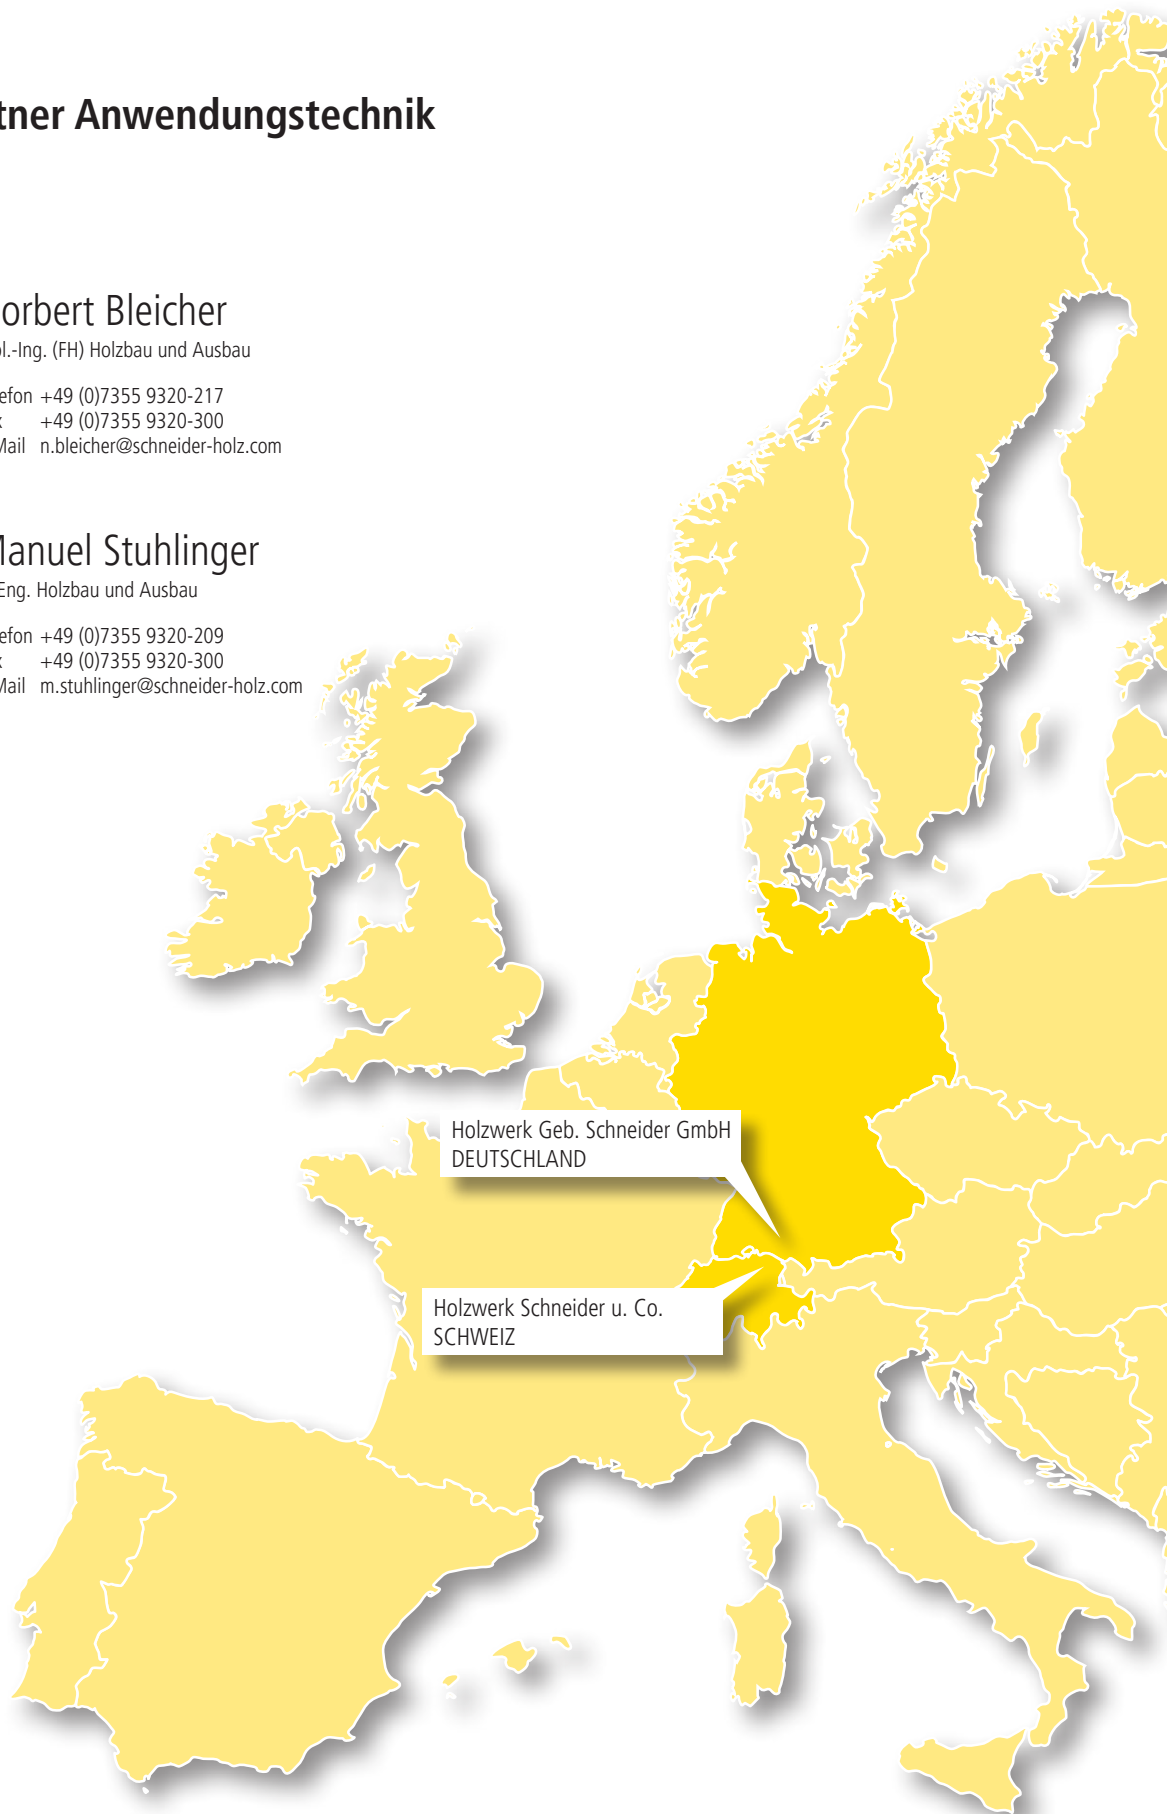 tner Anwendungstechnik
orbert Bleicher
ol.-Ing. (FH) Holzbau und Ausbau
efon +49 (0)7355 9320-217
x +49 (0)7355 9320-300
Mail n.bleicher@schneider-holz.com
Manuel Stuhlinger
Eng. Holzbau und Ausbau
efon +49 (0)7355 9320-209
x +49 (0)7355 9320-300
Mail m.stuhlinger@schneider-holz.com
Holzwerk Geb. Schneider GmbH
DEUTSCHLAND
Holzwerk Schneider u. Co.
SCHWEIZ